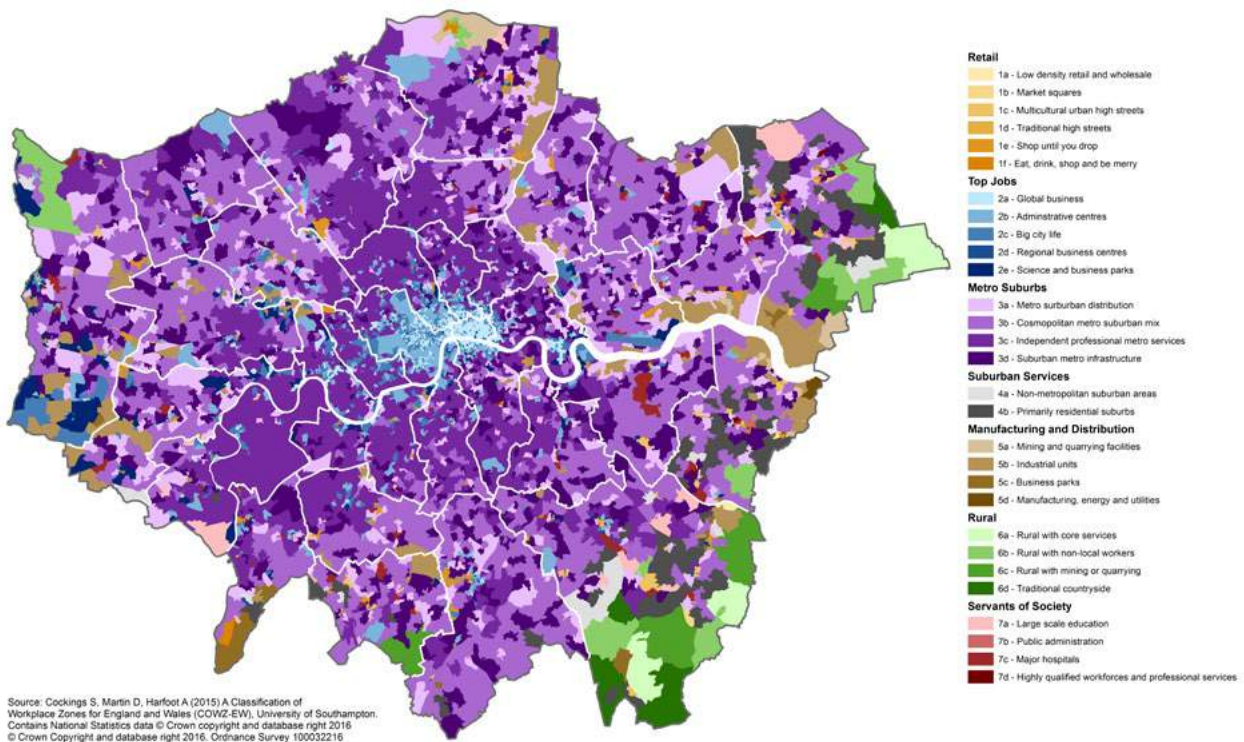 Retail
1a - Low density retail and wholesale
1b - Market squares
1c - Multicultural urban high streets
1d - Traditional high streets
1e - Shop until you drop
1f - Eat, drink, shop and be merry
Top Jobs
2a - Global business
2b - Adminstrative centres
2c - Big city life
2d - Regional business centres
2e - Science and business parks
Metro Suburbs
3a - Metro surburban distribution
3b - Cosmopolitan metro suburban mix
3c - Independent professional metro services
3d - Suburban metro infrastructure
Suburban Services
4a - Non-metropolitan suburban areas
4b - Primarily residential suburbs
Manufacturing and Distribution
5a - Mining and quarrying facilities
5b - Industrial units
5c - Business parks
5d - Manufacturing, energy and utilities
Rural
6a - Rural with core services
6b - Rural with non-local workers
6c - Rural with mining or quarrying
6d - Traditional countryside
Servants of Society
7a - Large scale education
7b - Public administration
7c - Major hospitals
7d - Highly qualified workforces and professional services
Source: Cockings S, Martin D, Harfoot A (2015) A Classification of
Workplace Zones for England and Wales (COWZ-EW), University of Southampton.
Contains National Statistics data © Crown copyright and database right 2016
© Crown Copyright and database right 2016. Ordnance Survey 100032216